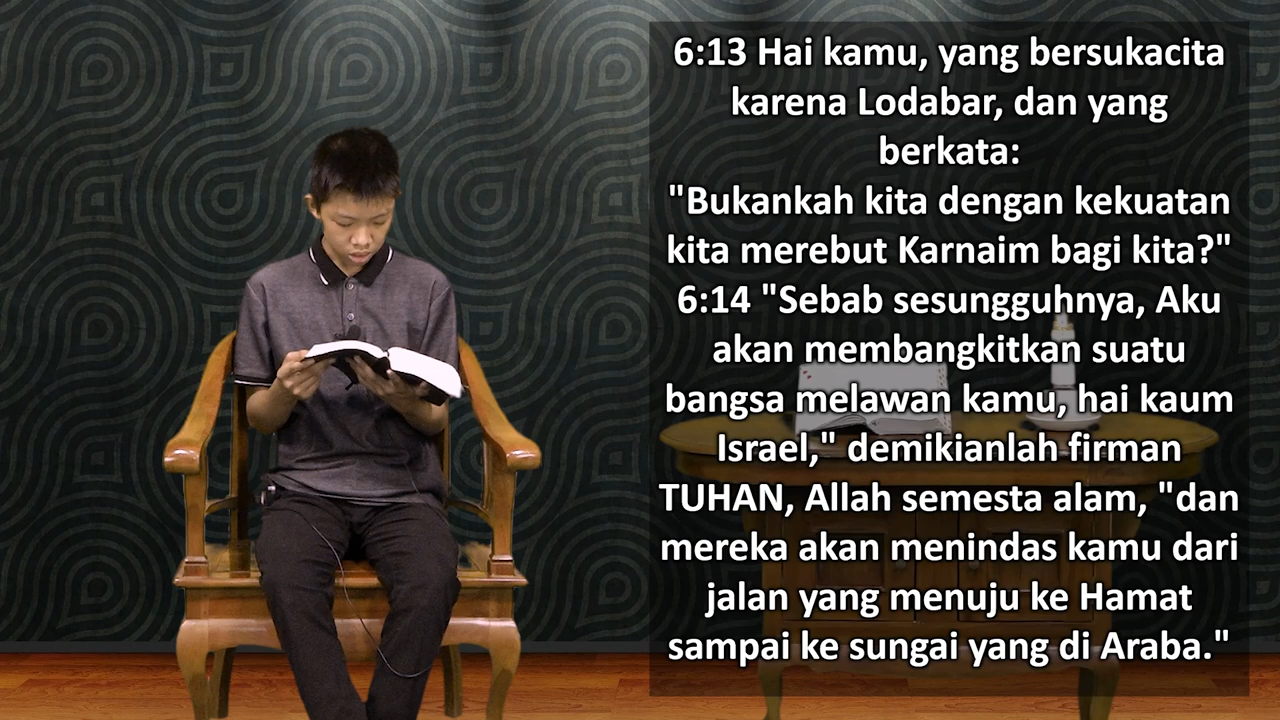 6:13 Hai kamu, yang bersukacita
karena Lodabar, dan yang
berkata:
"Bukankah kita dengan kekuatan
kita merebut Karnaim bagi kita?"
6:14 "Sebab sesungguhnya, Aku
akan membangkitkan suatu
bangsa melawan kamu, hai kaum
Israel," demikianlah firman
TUHAN, Allah semesta alam, "dan
mereka akan menindas kamu dari
jalan yang menuju ke Hamat
sampai ke sungai yang di Araba."